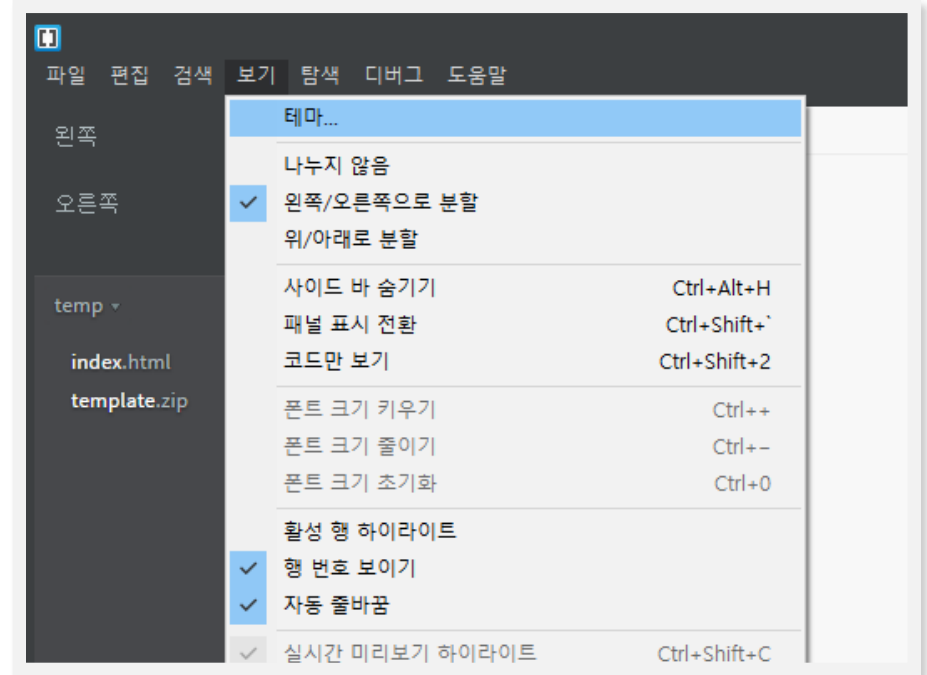 파일 편집 검색 보기 탐색 디버그 도움말
왼쪽
오른쪽
temp
index.html
template.zip
테마...
나누지 않음
왼쪽/오른쪽으로 분할
위/아래로 분할
사이드 바 숨기기 Ctrl+Alt+H
패널 표시 전환 Ctrl+Shift+`
코드만 보기 Ctrl+Shift+2
폰트 크기 키우기 Ctrl++
폰트 크기 줄이기 Ctrl+−
폰트 크기 초기화 Ctrl+0
활성 행 하이라이트
행 번호 보이기
자동 줄바꿈
실시간 미리보기 하이라이트 Ctrl+Shift+C